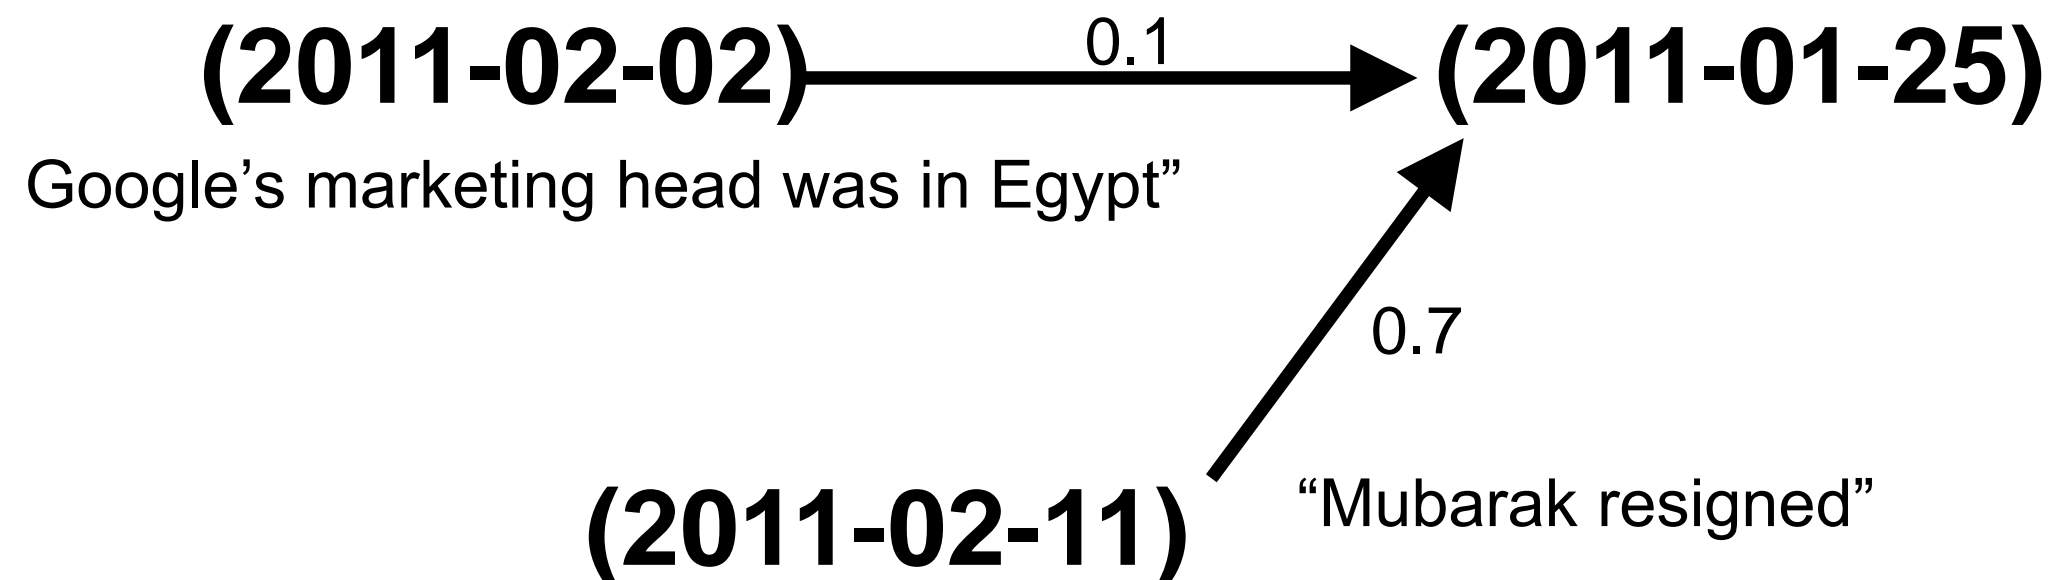 (2011-02-02)
0.1
(2011-01-25)
Google’s marketing head was in Egypt”
0.7
“Mubarak resigned”
(2011-02-11)